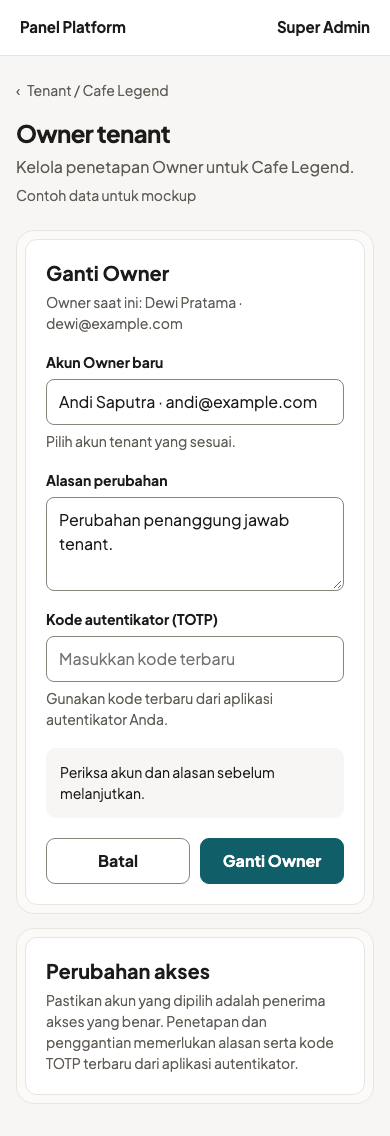 Panel Platform
Super Admin
‹ Tenant / Cafe Legend
Owner tenant
Kelola penetapan Owner untuk Cafe Legend.
Contoh data untuk mockup
Ganti Owner
Owner saat ini: Dewi Pratama ·
dewi@example.com
Akun Owner baru
Andi Saputra · andi@example.com
Pilih akun tenant yang sesuai.
Alasan perubahan
Perubahan penanggung jawab
tenant.
Kode autentikator (TOTP)
Masukkan kode terbaru
Gunakan kode terbaru dari aplikasi
autentikator Anda.
Periksa akun dan alasan sebelum
melanjutkan.
Batal
Ganti Owner
Perubahan akses
Pastikan akun yang dipilih adalah penerima
akses yang benar. Penetapan dan
penggantian memerlukan alasan serta kode
TOTP terbaru dari aplikasi autentikator.